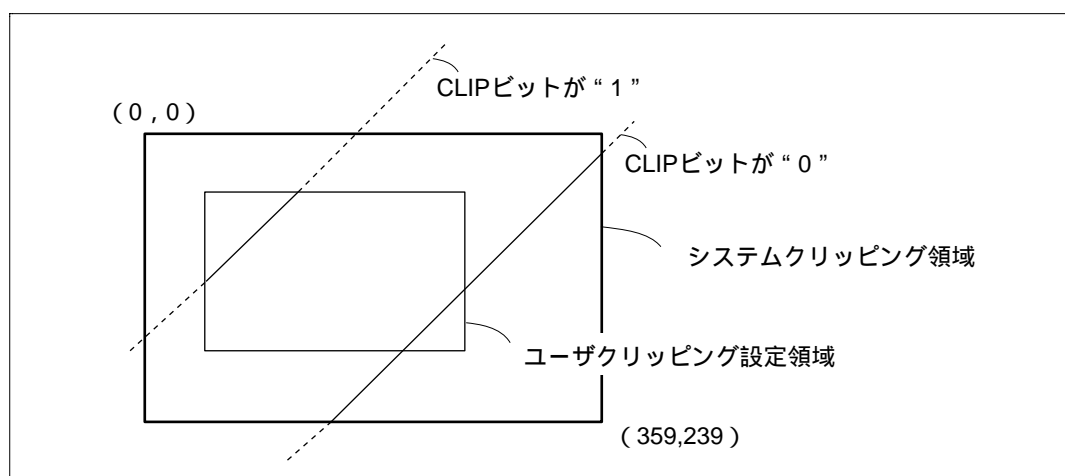 CLIPビットが“1”
（0,0）
CLIPビットが“0”
システムクリッピング領域
ユーザクリッピング設定領域
（359,239）